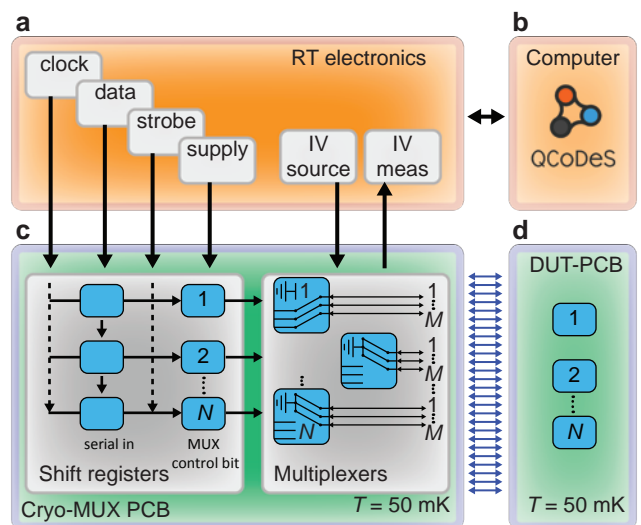 a
RT electronics
clock
data
strobe
supply
IV
source
IV
meas
b
Computer
QCoDeS
c
1
2
N
serial in
MUX
control bit
Shift registers
1
1
M
1
M
N
1
M
Multiplexers
Cryo-MUX PCB
T = 50 mK
d
DUT-PCB
1
2
N
T = 50 mK